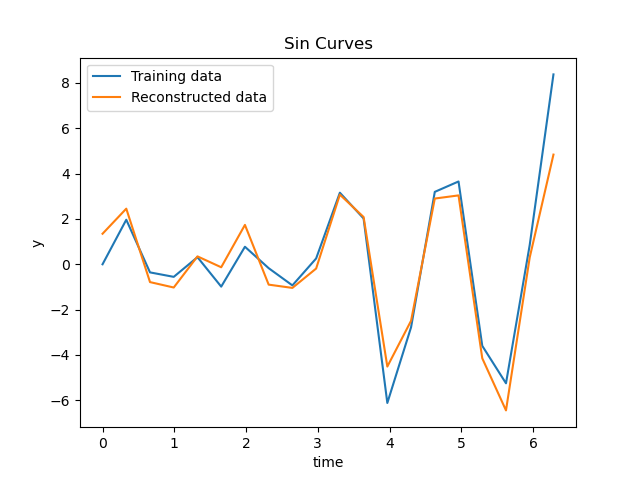 Sin Curves
Training data
Reconstructed data
8
6
4
2
0
−2
−4
−6
y
0 1 2 3 4 5 6
time